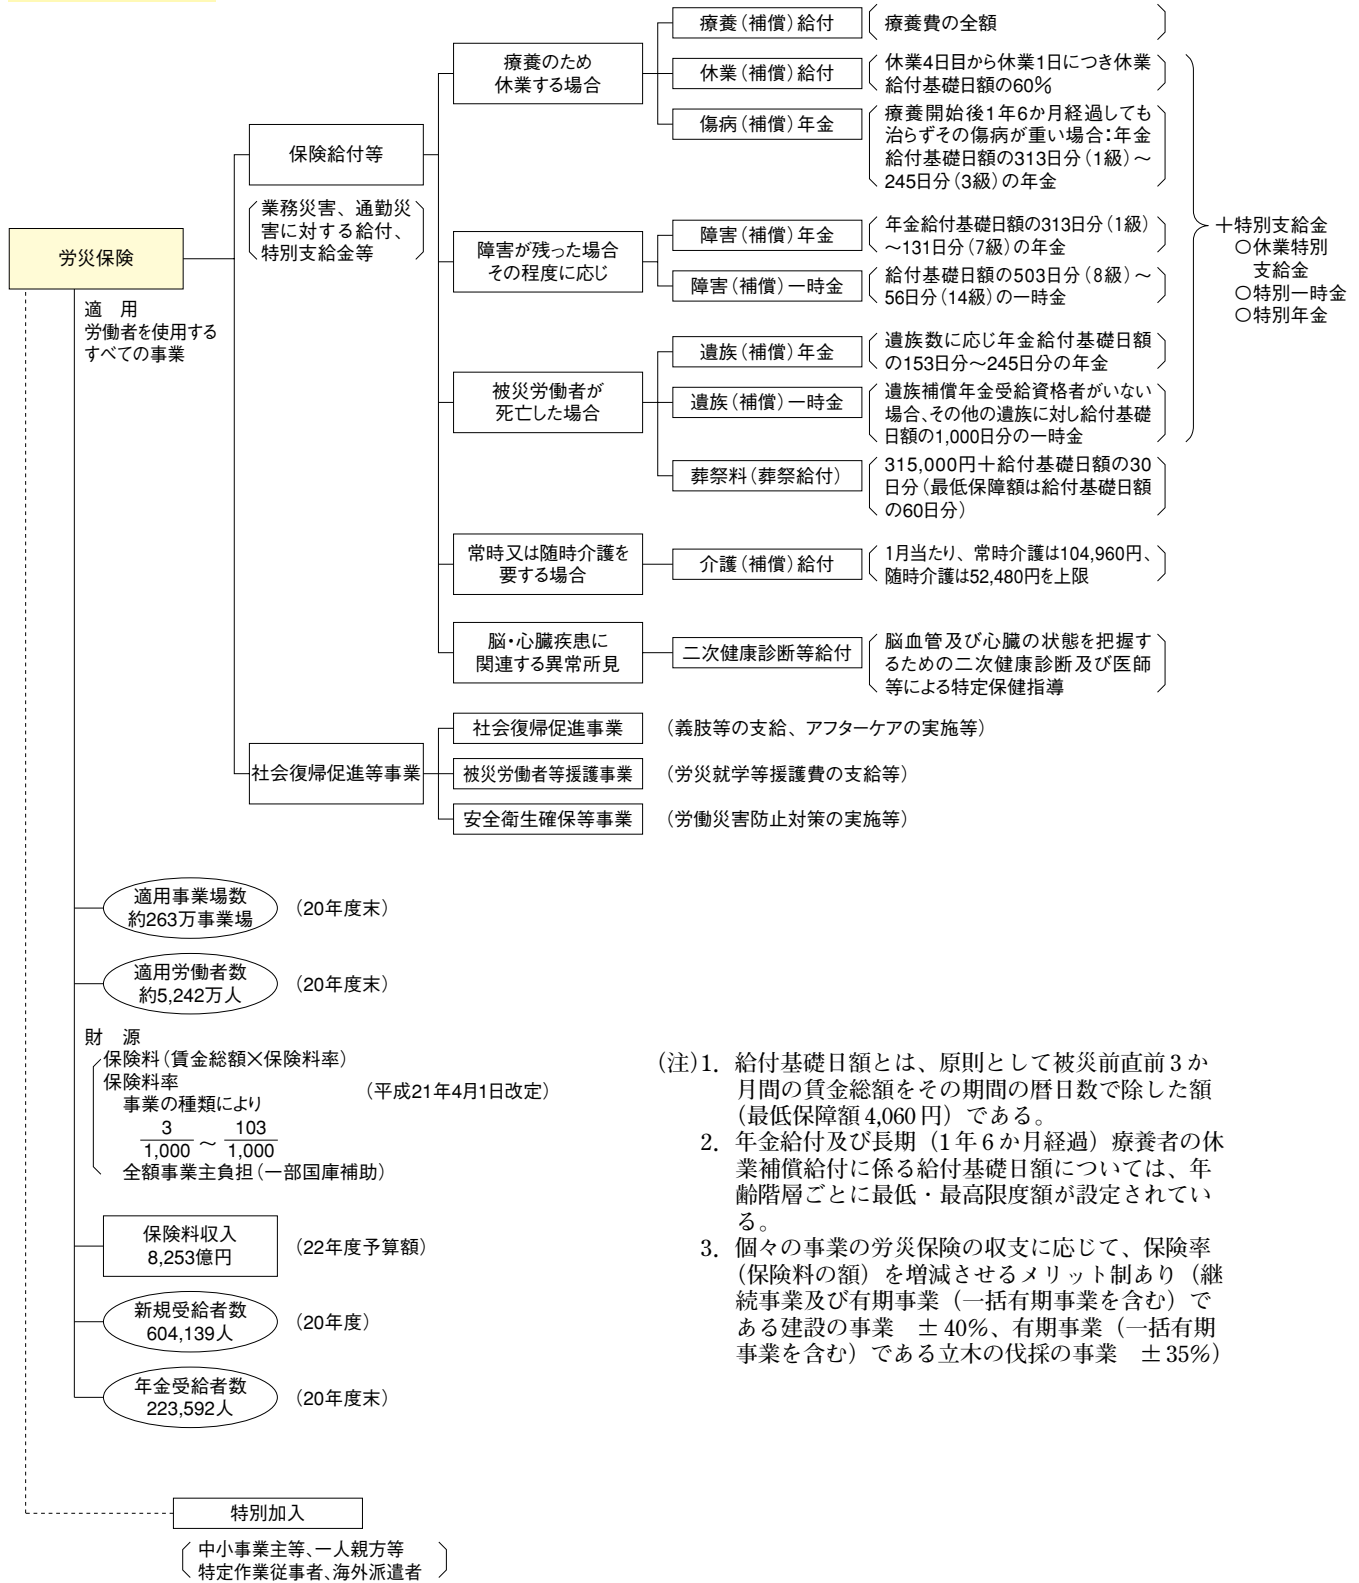 労災保険
適　用
労働者を使用する
すべての事業
保険給付等
業務災害、通勤災
害に対する給付、
特別支給金等
療養のため
休業する場合
療養（補償）給付
療養費の全額
休業（補償）給付
休業4日目から休業1日につき休業
給付基礎日額の60％
傷病（補償）年金
療養開始後1年6か月経過しても
治らずその傷病が重い場合：年金
給付基礎日額の313日分（1級）～
245日分（3級）の年金
障害が残った場合
その程度に応じ
障害（補償）年金
年金給付基礎日額の313日分（1級）
～131日分（7級）の年金
障害（補償）一時金
給付基礎日額の503日分（8級）～
56日分（14級）の一時金
被災労働者が
死亡した場合
遺族（補償）年金
遺族数に応じ年金給付基礎日額
の153日分～245日分の年金
遺族（補償）一時金
遺族補償年金受給資格者がいない
場合、その他の遺族に対し給付基礎
日額の1,000日分の一時金
葬祭料（葬祭給付）
315,000円＋給付基礎日額の30
日分（最低保障額は給付基礎日額
の60日分）
＋特別支給金
○休業特別
支給金
○特別一時金
○特別年金
常時又は随時介護を
要する場合
介護（補償）給付
1月当たり、常時介護は104,960円、
随時介護は52,480円を上限
脳・心臓疾患に
関連する異常所見
二次健康診断等給付
脳血管及び心臓の状態を把握す
るための二次健康診断及び医師
等による特定保健指導
社会復帰促進等事業
社会復帰促進事業
（義肢等の支給、アフターケアの実施等）
被災労働者等援護事業
（労災就学等援護費の支給等）
安全衛生確保等事業
（労働災害防止対策の実施等）
適用事業場数
約263万事業場
（20年度末）
適用労働者数
約5,242万人
（20年度末）
財　源
保険料（賃金総額×保険料率）
保険料率
（平成21年4月1日改定）
事業の種類により
3/1,000 ～ 103/1,000
全額事業主負担（一部国庫補助）
保険料収入
8,253億円
（22年度予算額）
新規受給者数
604,139人
（20年度）
年金受給者数
223,592人
（20年度末）
特別加入
中小事業主等、一人親方等
特定作業従事者、海外派遣者
（注）1．給付基礎日額とは、原則として被災前直前3か
月間の賃金総額をその期間の暦日数で除した額
（最低保障額4,060円）である。
2．年金給付及び長期（1年6か月経過）療養者の休
業補償給付に係る給付基礎日額については、年
齢階層ごとに最低・最高限度額が設定されてい
る。
3．個々の事業の労災保険の収支に応じて、保険率
（保険料の額）を増減させるメリット制あり（継
続事業及び有期事業（一括有期事業を含む）で
ある建設の事業　±40％、有期事業（一括有期
事業を含む）である立木の伐採の事業　±35％）